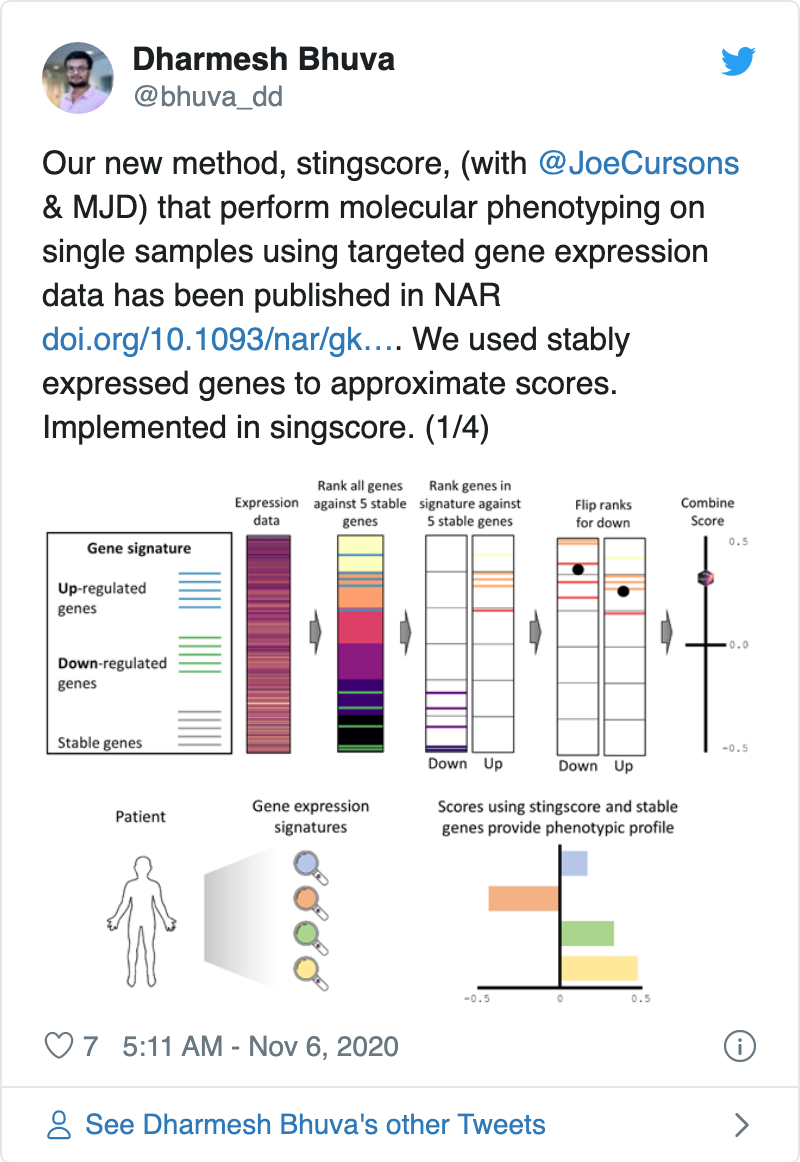 Dharmesh Bhuva
@bhuva_dd
Our new method, stingscore, (with @JoeCursons
& MJD) that perform molecular phenotyping on
single samples using targeted gene expression
data has been published in NAR
doi.org/10.1093/nar/gk…. We used stably
expressed genes to approximate scores.
Implemented in singscore. (1/4)
Gene signature
Up-regulated
genes
Down-regulated
genes
Stable genes
Expression
data
Rank all genes
against 5 stable
genes
Rank genes in
signature against
5 stable genes
Down Up
Flip ranks
for down
Down Up
Combine
Score
0.5
0.0
-0.5
Patient
Gene expression
signatures
Scores using stingscore and stable
genes provide phenotypic profile
-0.5 0 0.5
7 5:11 AM - Nov 6, 2020
See Dharmesh Bhuva's other Tweets